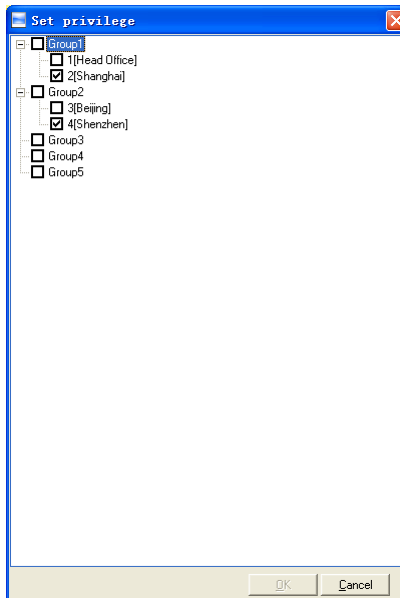 Set privilege
Group1
1[Head Office]
2[Shanghai]
Group2
3[Beijing]
4[Shenzhen]
Group3
Group4
Group5
OK Cancel